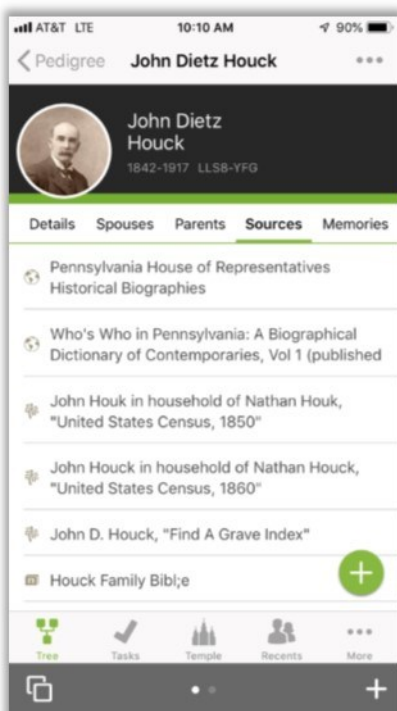 AT&T LTE 10:10 AM 90%
Pedigree John Dietz Houck
John Dietz
Houck
1842-1917 LLS8-YFG
Details Spouses Parents Sources Memories
Pennsylvania House of Representatives
Historical Biographies
Who's Who in Pennsylvania: A Biographical
Dictionary of Contemporaries, Vol 1 (published
John Houk in household of Nathan Houk,
"United States Census, 1850"
John Houck in household of Nathan Houck,
"United States Census, 1860"
John D. Houck, "Find A Grave Index"
Houck Family Bibl;e
Tree Tasks Temple Recents More